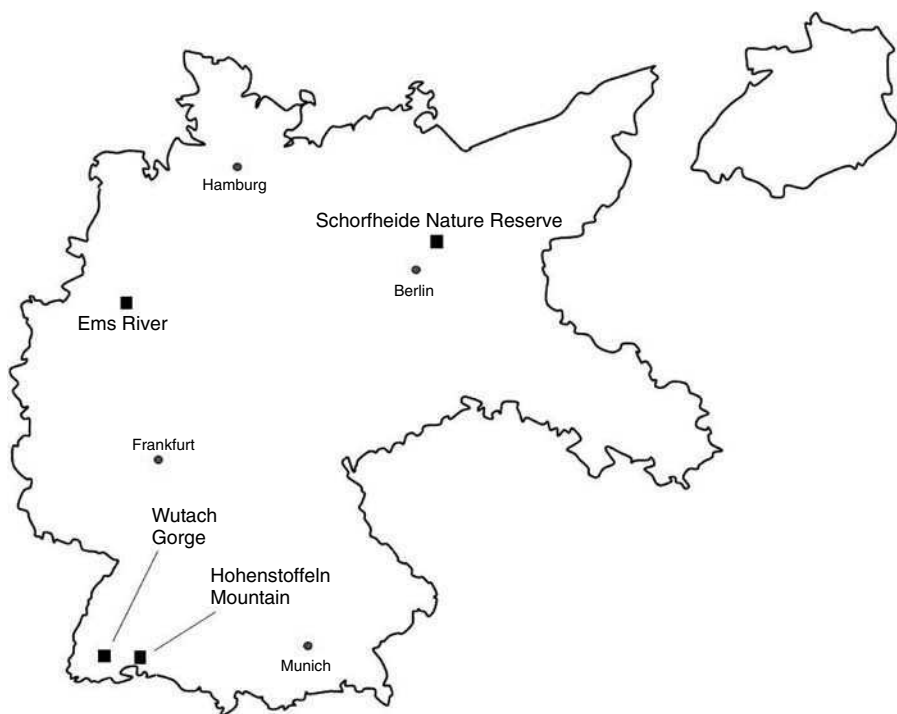 Hamburg
Schorfheide Nature Reserve
Berlin
Ems River
Frankfurt
Wutach
Gorge
Hohenstoffeln
Mountain
Munich